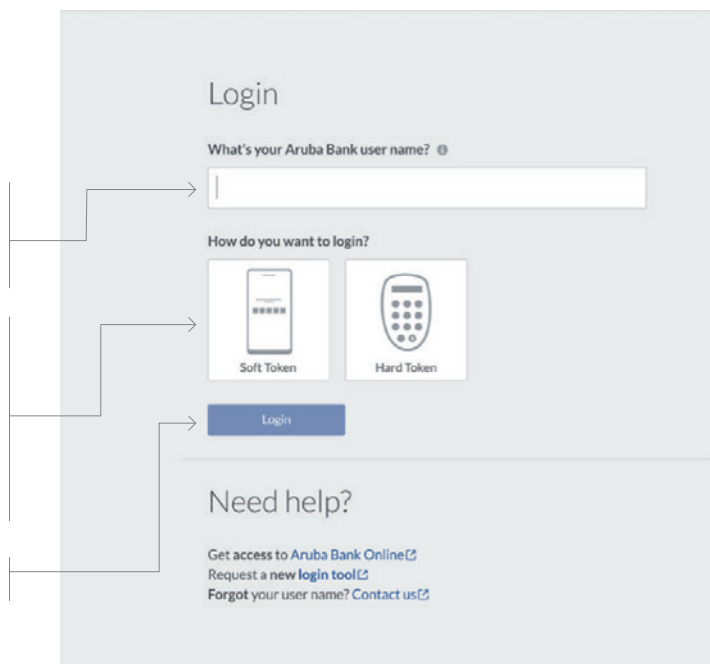 Login
What's your Aruba Bank user name?
How do you want to login?
Soft Token
Hard Token
Login
Need help?
Get access to Aruba Bank Online
Request a new login tool
Forgot your user name? Contact us